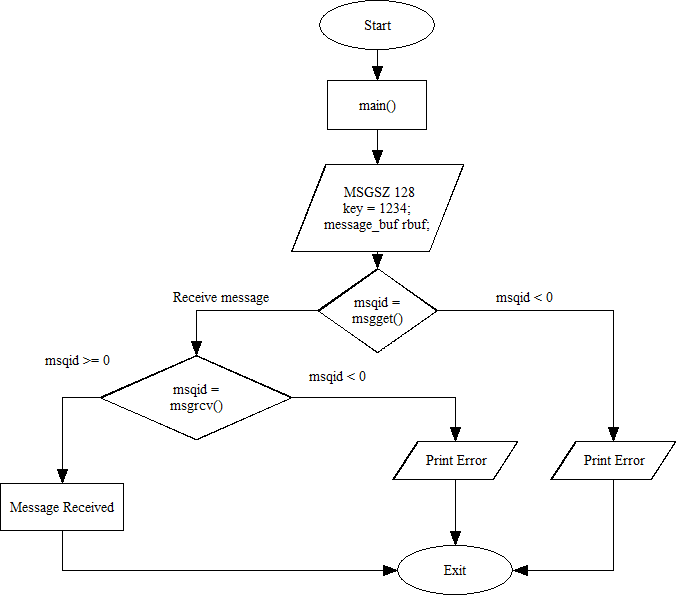 Start
main()
MSGSZ 128
key = 1234;
message_buf rbuf;
msqid =
msgget()
Receive message
msqid < 0
msqid >= 0
msqid =
msgrcv()
msqid < 0
Print Error
Print Error
Message Received
Exit